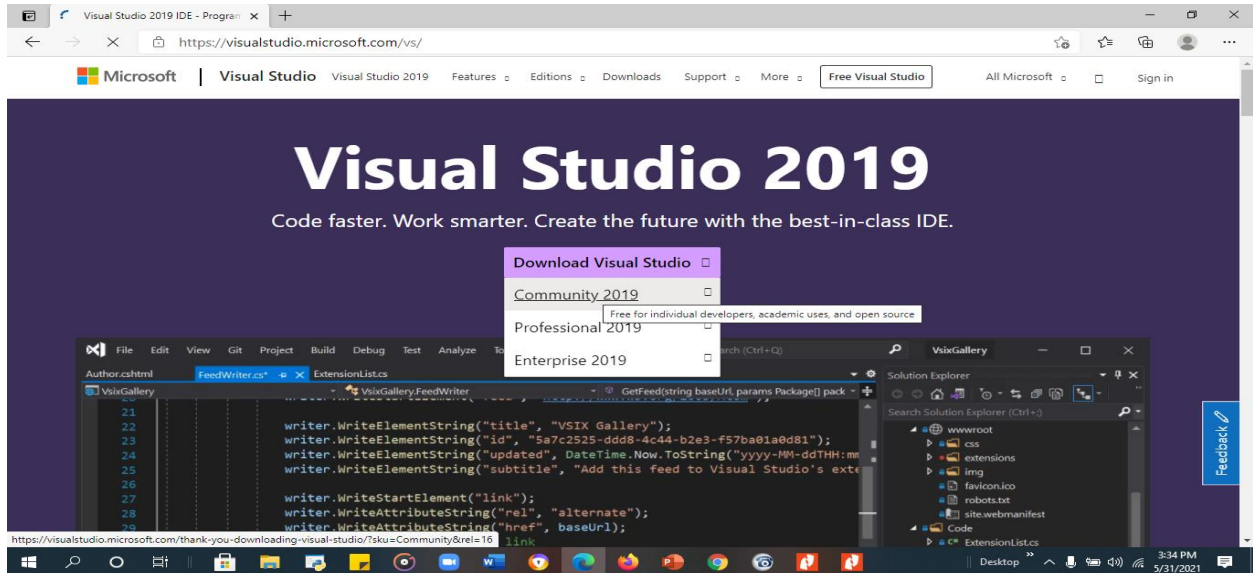 Visual Studio 2019 IDE - Program
https://visualstudio.microsoft.com/vs/
Microsoft | Visual Studio Visual Studio 2019 Features Editions Downloads Support More Free Visual Studio All Microsoft Sign in
Visual Studio 2019
Code faster. Work smarter. Create the future with the best-in-class IDE.
Download Visual Studio
Community 2019
Free for individual developers, academic uses, and open source
Professional 2019
Enterprise 2019
File Edit View Git Project Build Debug Test Analyze (Ctrl+Q) VsixGallery
Author.cshtml FeedWriter.cs* ExtensionList.cs Solution Explorer
VsixGallery VsixGallery.FeedWriter GetFeed(string baseUrl, params Package[] pack
Search Solution Explorer (Ctrl+;)
21
22 writer.WriteElementString("title", "VSIX Gallery");
23 writer.WriteElementString("id", "5a7c2525-ddd8-4c44-b2e3-f57ba01a0d81");
24 writer.WriteElementString("updated", DateTime.Now.ToString("yyyy-MM-ddTHH:mm
25 writer.WriteElementString("subtitle", "Add this feed to Visual Studio's exte
26
27 writer.WriteStartElement("link");
28 writer.WriteAttributeString("rel", "alternate");
29 writer.WriteAttributeString("href", baseUrl);
link
wwwroot
css
extensions
img
favicon.ico
robots.txt
site.webmanifest
Code
ExtensionList.cs
Feedback
https://visualstudio.microsoft.com/thank-you-downloading-visual-studio/?sku=Community&rel=16
Desktop
3:34 PM
5/31/2021